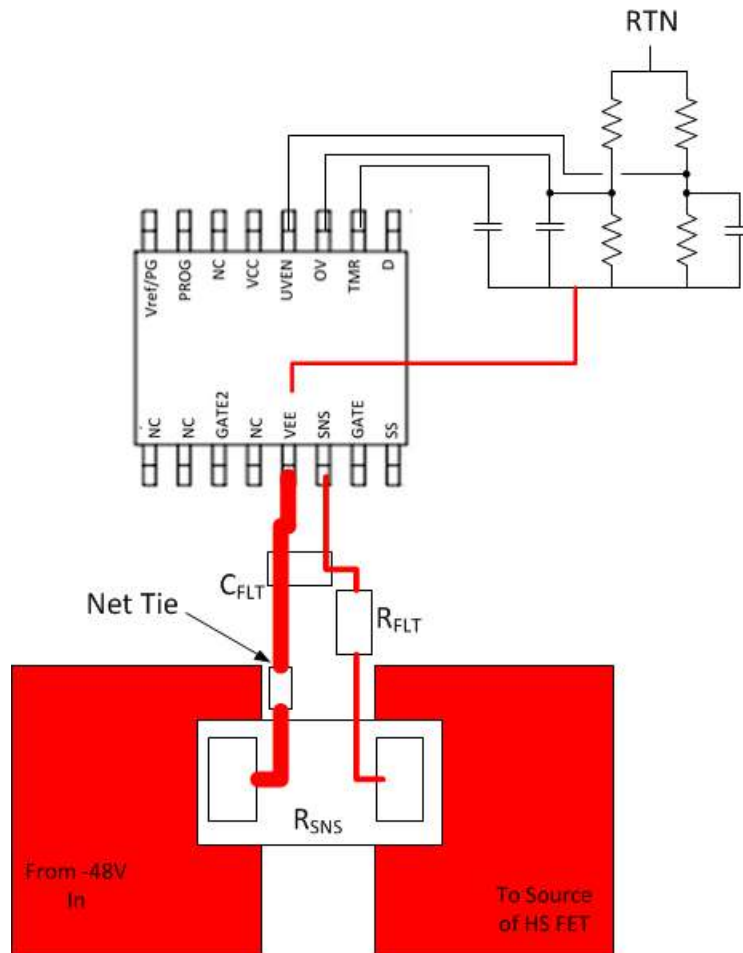 RTN
Vref/PG
PROG
NC
VCC
UVEN
OV
TMR
D
NC
NC
GATE2
NC
VEE
SNS
GATE
SS
CFLT
Net Tie
RFLT
RSNS
From -48V
In
To Source
of HS FET